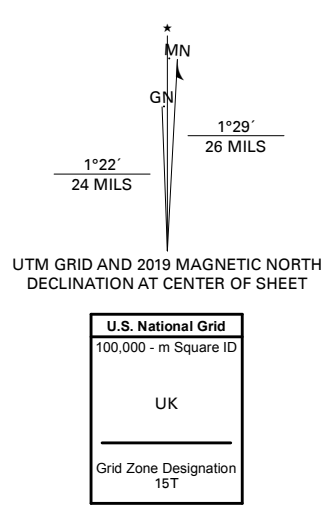 ★
MN
GN
1°29´
26 MILS
1°22´
24 MILS
UTM GRID AND 2019 MAGNETIC NORTH
DECLINATION AT CENTER OF SHEET
U.S. National Grid
100,000 - m Square ID
UK
Grid Zone Designation
15T